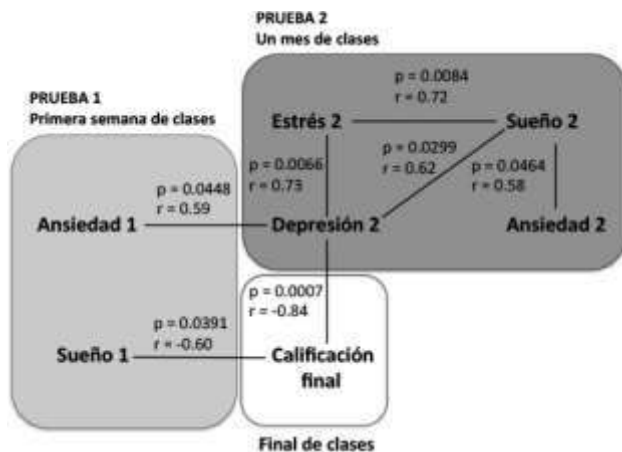 PRUEBA 2
Un mes de clases
p = 0.0084
r = 0.72
PRUEBA 1
Primera semana de clases
Estrés 2
Sueño 2
p = 0.0299
r = 0.62
p = 0.0066
r = 0.73
p = 0.0464
r = 0.58
p = 0.0448
r = 0.59
Ansiedad 1
Depresión 2
Ansiedad 2
p = 0.0007
r = -0.84
p = 0.0391
r = -0.60
Sueño 1
Calificación
final
Final de clases